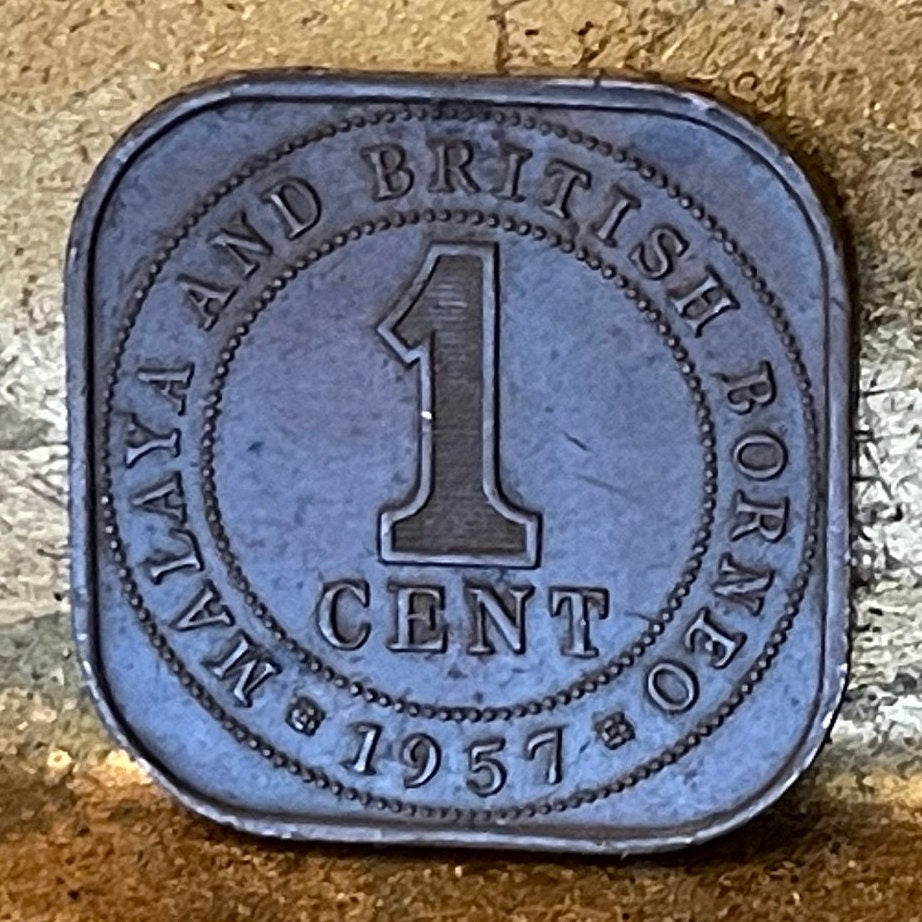 MALAYA AND BRITISH BORNEO
1
CENT
1957